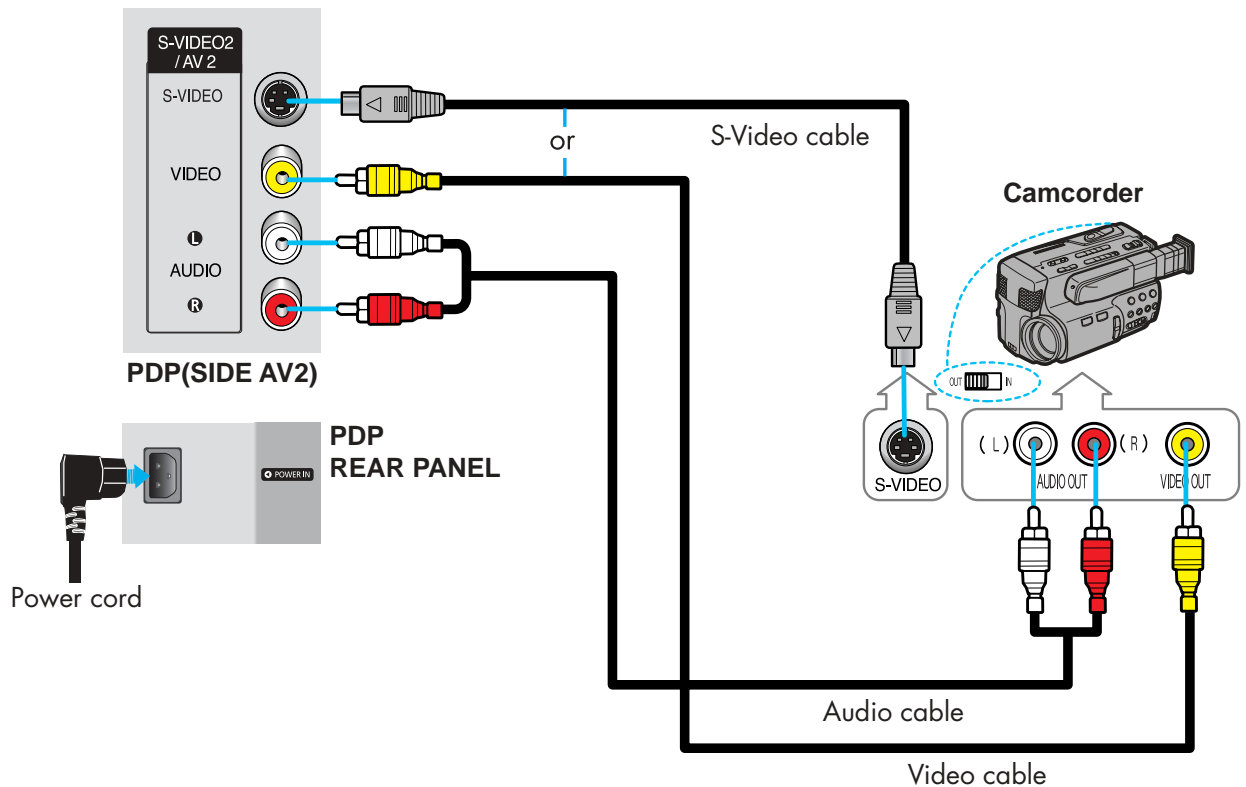 S-VIDEO2
/ AV 2
S-VIDEO
VIDEO
L
AUDIO
R
PDP(SIDE AV2)
or
S-Video cable
Camcorder
OUT IN
S-VIDEO
( L ) ( R )
AUDIO OUT VIDEO OUT
PDP
REAR PANEL
POWER IN
Power cord
Audio cable
Video cable